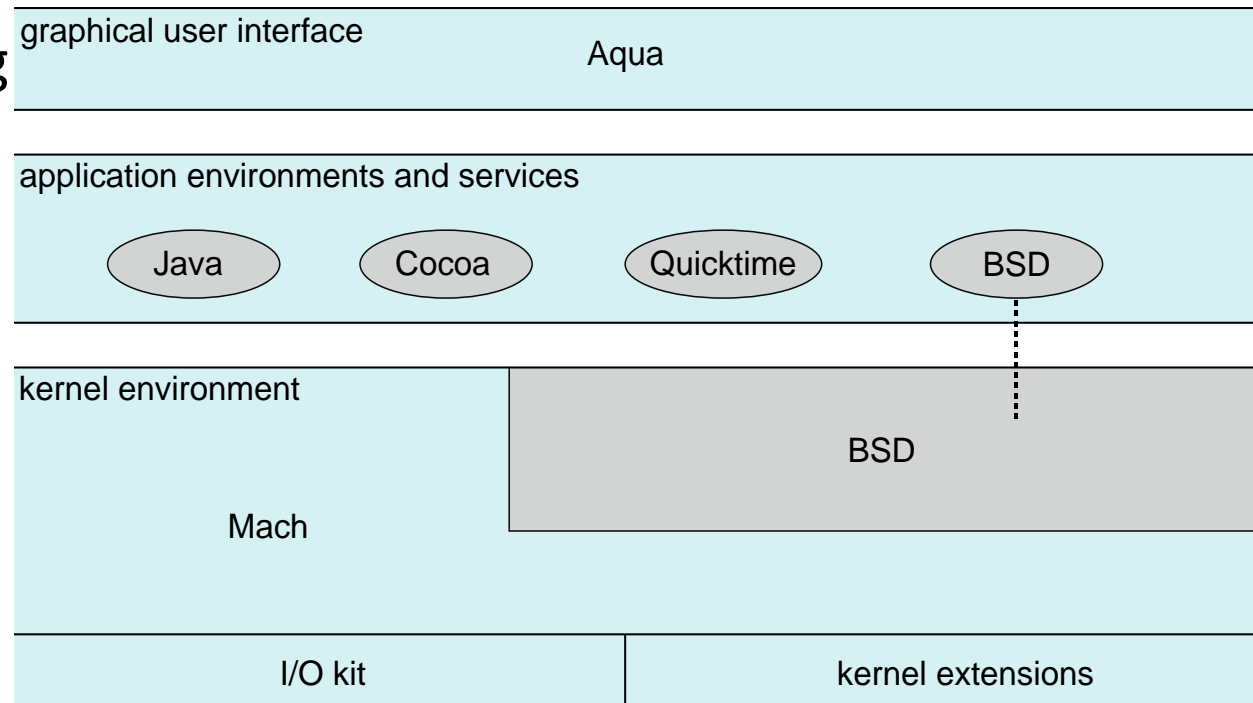 graphical user interface
Aqua
g
application environments and services
Java Cocoa Quicktime BSD
kernel environment
BSD
Mach
I/O kit kernel extensions